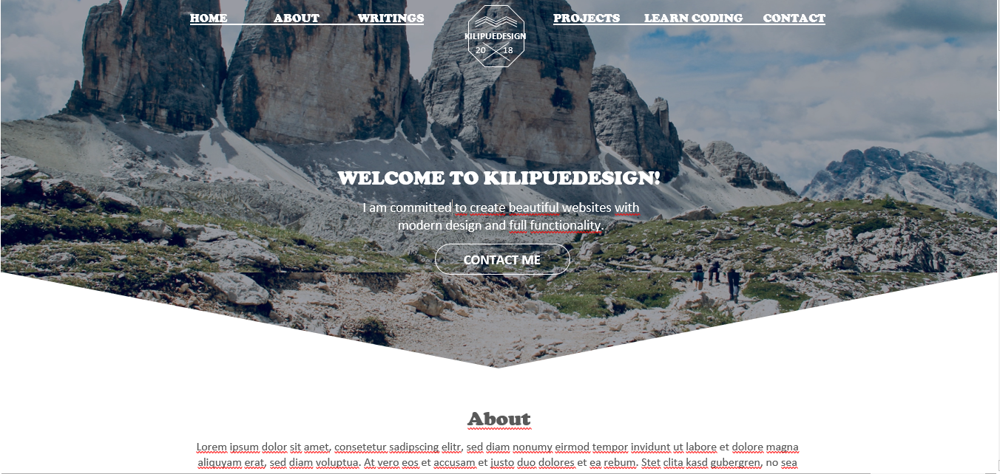 HOME ABOUT WRITINGS
KILIPUEDESIGN
20 18
PROJECTS LEARN CODING CONTACT
WELCOME TO KILIPUEDESIGN!
I am committed to create beautiful websites with
modern design and full functionality.
CONTACT ME
About
Lorem ipsum dolor sit amet, consetetur sadipscing elitr, sed diam nonumy eirmod tempor invidunt ut labore et dolore magna
aliquyam erat, sed diam voluptua. At vero eos et accusam et justo duo dolores et ea rebum. Stet clita kasd gubergren, no sea